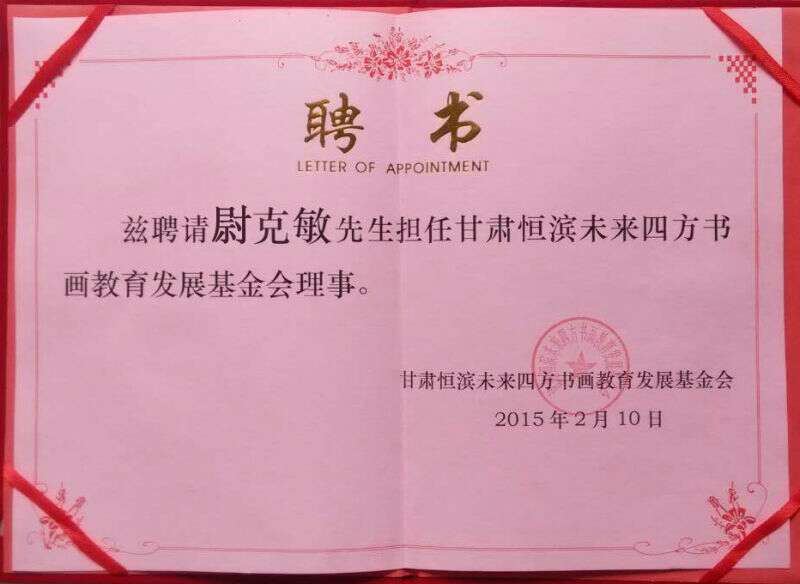 聘 书
LETTER OF APPOINTMENT
兹聘请尉克敏先生担任甘肃恒滨未来四方书
画教育发展基金会理事。
甘肃恒滨未来四方书画教育发展基金会
2015年2月10日